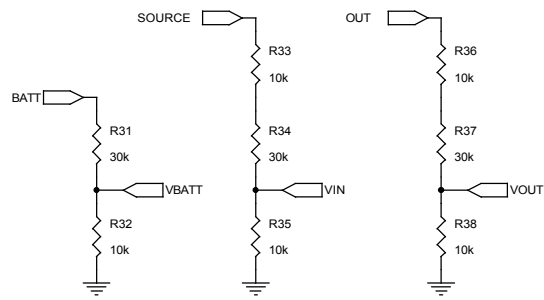 SOURCE
OUT
R33
10k
R36
10k
BATT
R31
30k
R34
30k
R37
30k
VBATT
VIN
VOUT
R32
10k
R35
10k
R38
10k